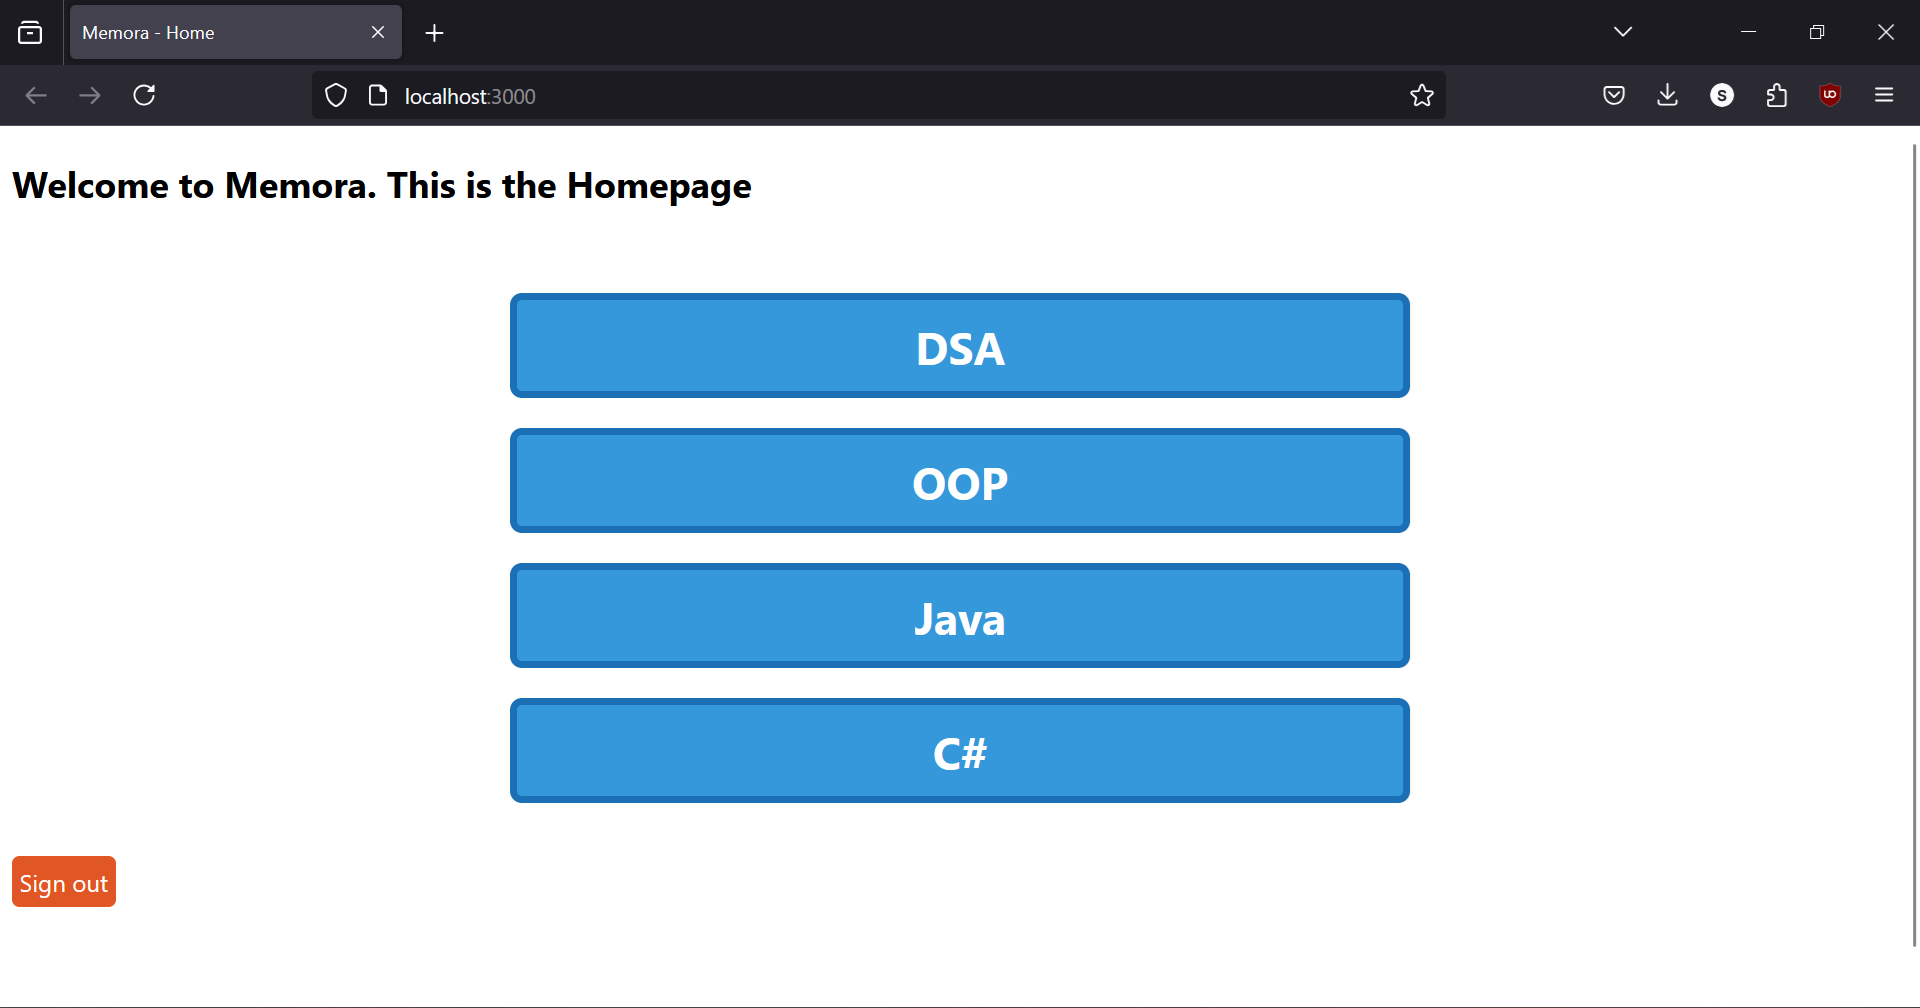 Memora - Home
localhost:3000
S
UO
Welcome to Memora. This is the Homepage
DSA
OOP
Java
C#
Sign out